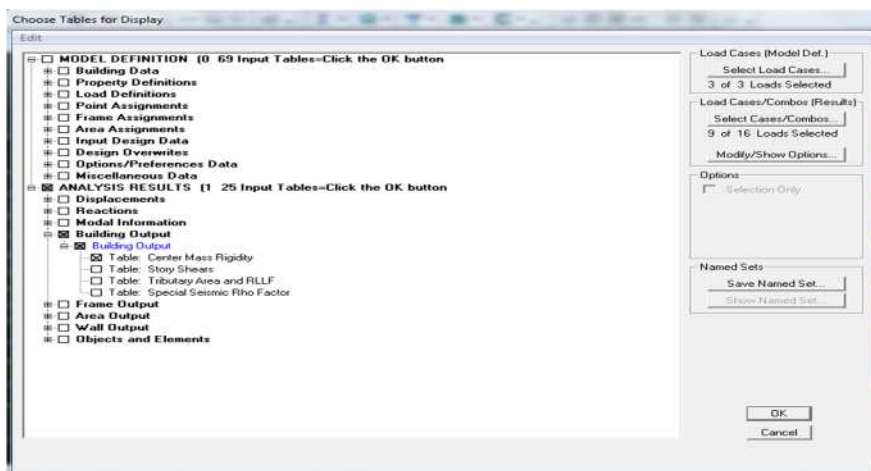 Choose Tables for Display
Edit
MODEL DEFINITION (0 69 Input Tables=Click the OK button
Building Data
Property Definitions
Load Definitions
Point Assignments
Frame Assignments
Area Assignments
Input Design Data
Design Overwrites
Options/Preferences Data
Miscellaneous Data
ANALYSIS RESULTS (1 25 Input Tables=Click the OK button
Displacements
Reactions
Modal Information
Building Output
Building Output
Table: Center Mass Rigidity
Table: Story Shears
Table: Tributary Area and RLLF
Table: Special Seismic Rho Factor
Frame Output
Area Output
Wall Output
Objects and Elements
Load Cases (Model Def.)
Select Load Cases...
3 of 3 Loads Selected
Load Cases/Combos (Results)
Select Cases/Combos...
9 of 16 Loads Selected
Modify/Show Options...
Options
Selection Only
Named Sets
Save Named Set...
Show Named Set...
OK
Cancel